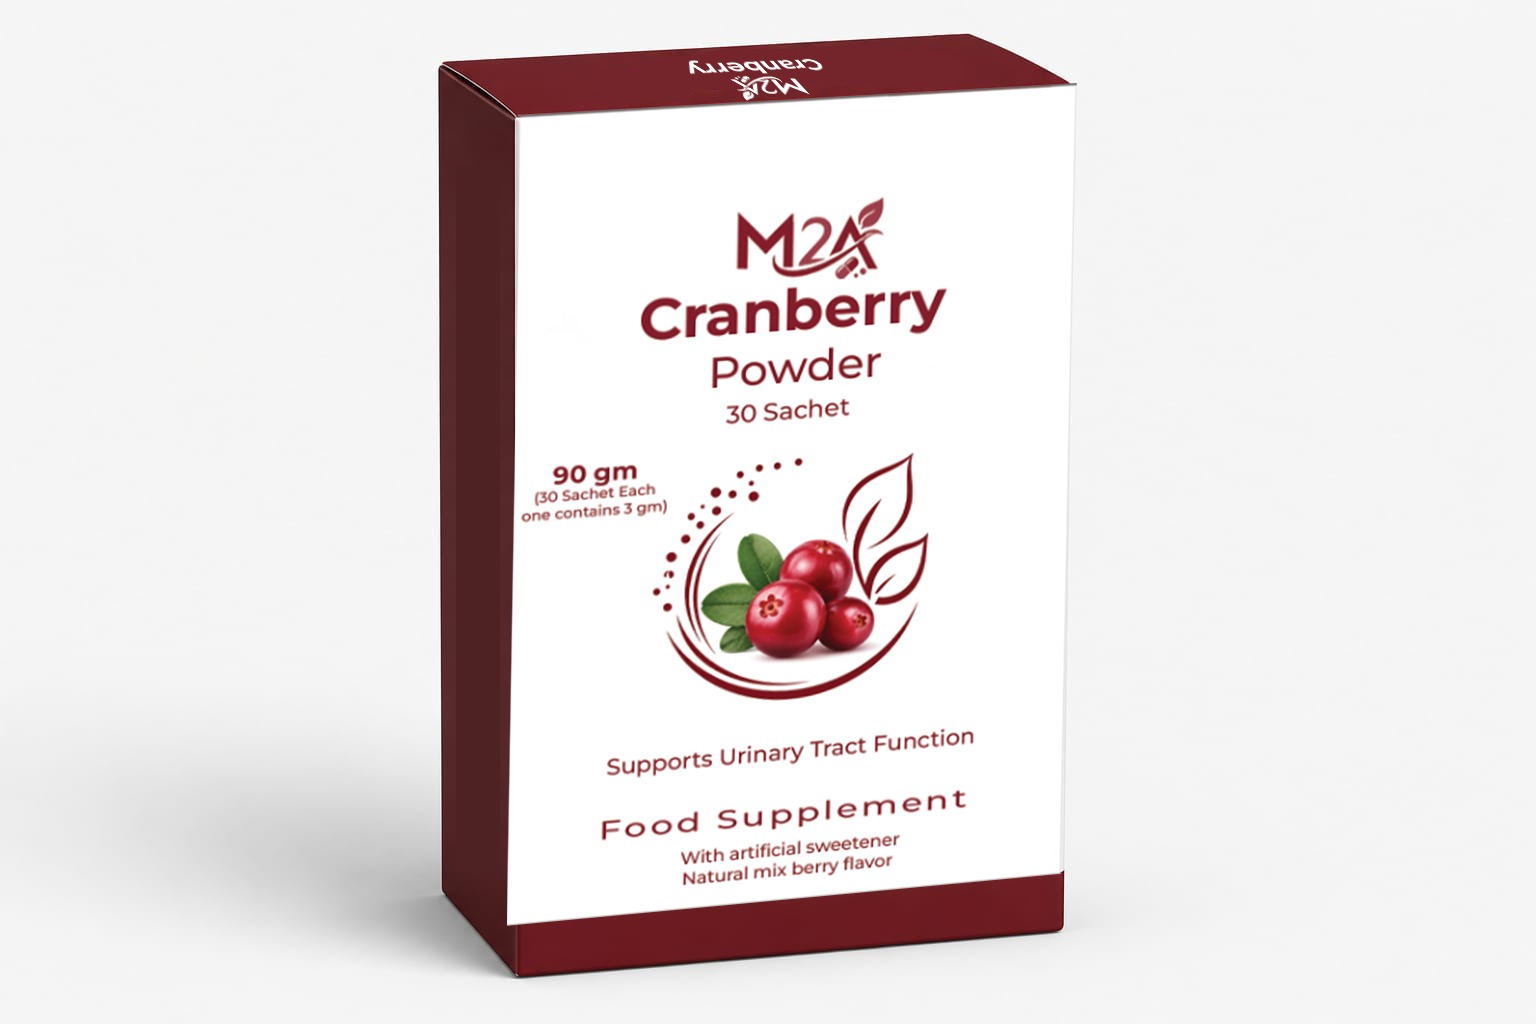 Cranberry
M2A
M2A
Cranberry
Powder
30 Sachet
90 gm
(30 Sachet Each
one contains 3 gm)
Supports Urinary Tract Function
Food Supplement
With artificial sweetener
Natural mix berry flavor